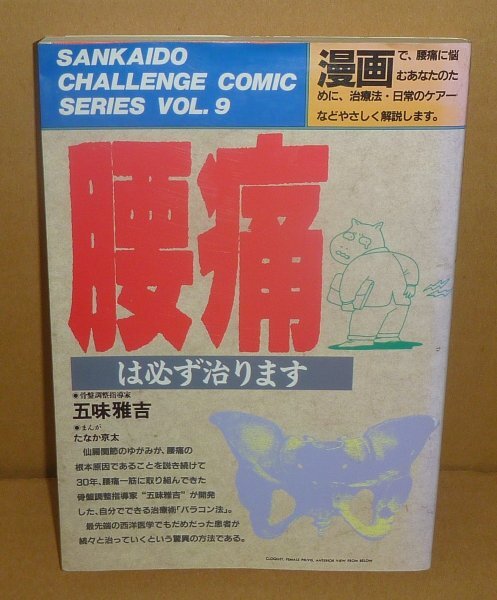 SANKAIDO
CHALLENGE COMIC
SERIES VOL. 9
漫画で、腰痛に悩
むあなたのた
めに、治療法・日常のケアー
などやさしく解説します。
腰痛
は必ず治ります
●骨盤調整指導家
五味雅吉
●まんが
たなか京太
仙腸関節のゆがみが、腰痛の
根本原因であることを説き続けて
30年、腰痛一筋に取り組んできた
骨盤調整指導家“五味雅吉”が開発
した、自分でできる治療術「バラコン法」。
最先端の西洋医学でもだめだった患者が
続々と治っていくという驚異の方法である。
CLOQUET, FEMALE PELVIS, ANTERIOR VIEW FROM BELOW